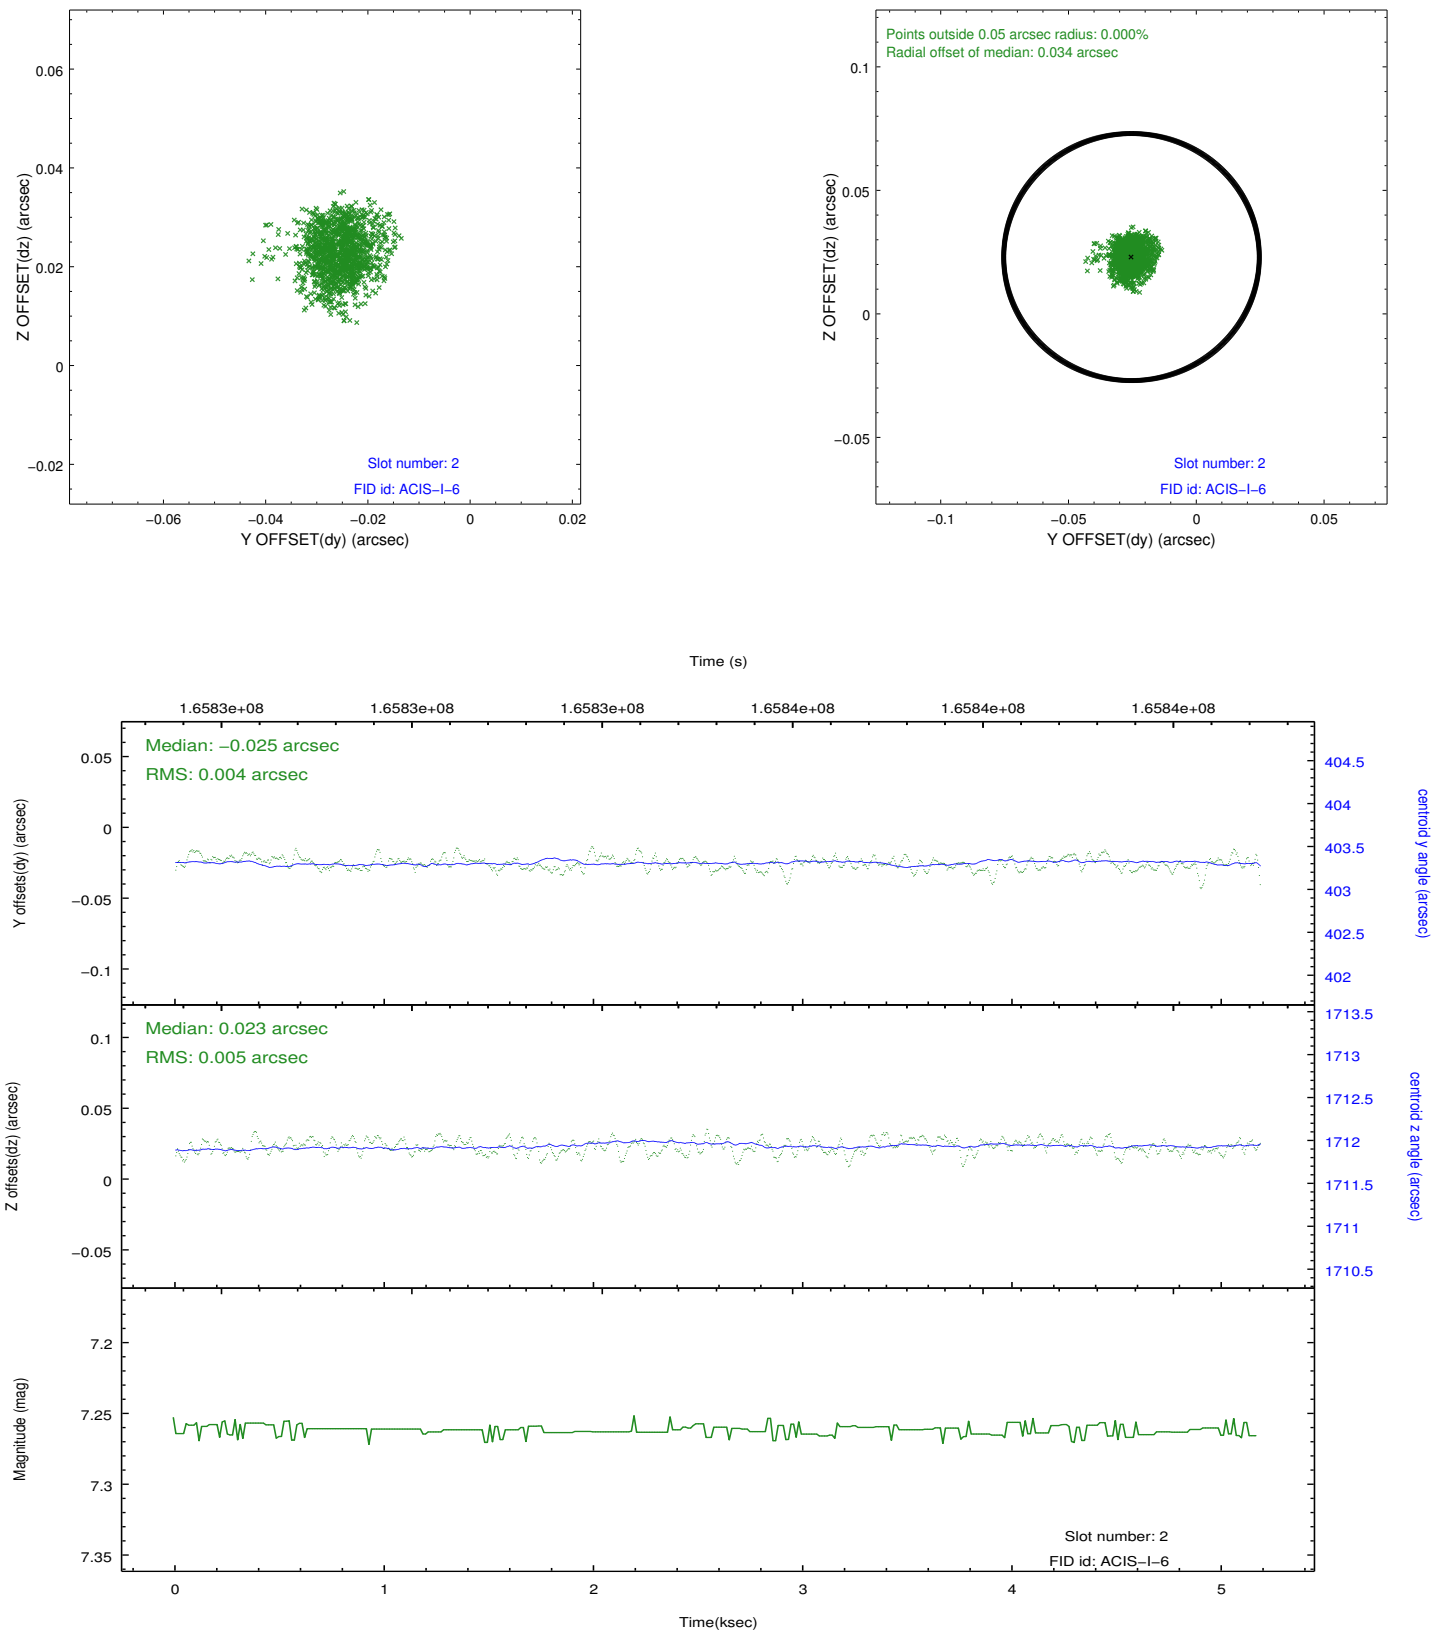 0.06
0.04
0.02
0
−0.02
Z OFFSET(dz) (arcsec)
Slot number: 2
FID id: ACIS−I−6
−0.06 −0.04 −0.02 0 0.02
Y OFFSET(dy) (arcsec)
Points outside 0.05 arcsec radius: 0.000%
Radial offset of median: 0.034 arcsec
0.1
0.05
0
−0.05
Z OFFSET(dz) (arcsec)
Slot number: 2
FID id: ACIS−I−6
−0.1 −0.05 0 0.05
Y OFFSET(dy) (arcsec)
Time (s)
1.6583e+08 1.6583e+08 1.6583e+08 1.6584e+08 1.6584e+08 1.6584e+08
Median: −0.025 arcsec
RMS: 0.004 arcsec
0.05
0
−0.05
−0.1
Y offsets(dy) (arcsec)
404.5
404
403.5
403
402.5
402
centroid y angle (arcsec)
Median: 0.023 arcsec
RMS: 0.005 arcsec
0.1
0.05
0
−0.05
Z offsets(dz) (arcsec)
1713.5
1713
1712.5
1712
1711.5
1711
1710.5
centroid z angle (arcsec)
7.2
7.25
7.3
7.35
Magnitude (mag)
Slot number: 2
FID id: ACIS−I−6
0 1 2 3 4 5
Time(ksec)